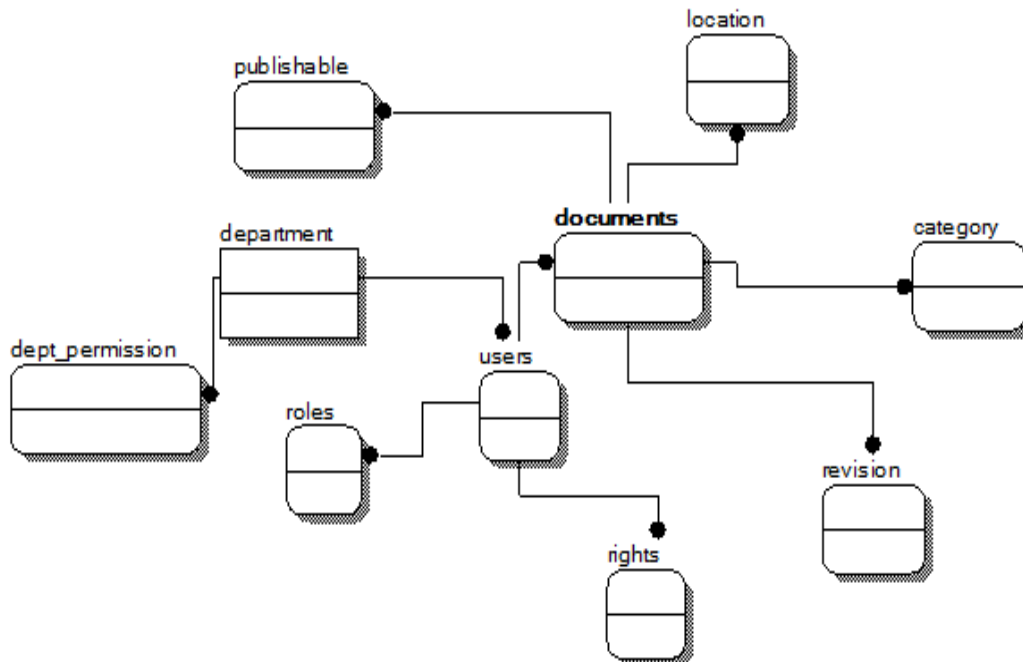 location
publishable
documents
department
category
dept_permission
users
roles
revision
rights